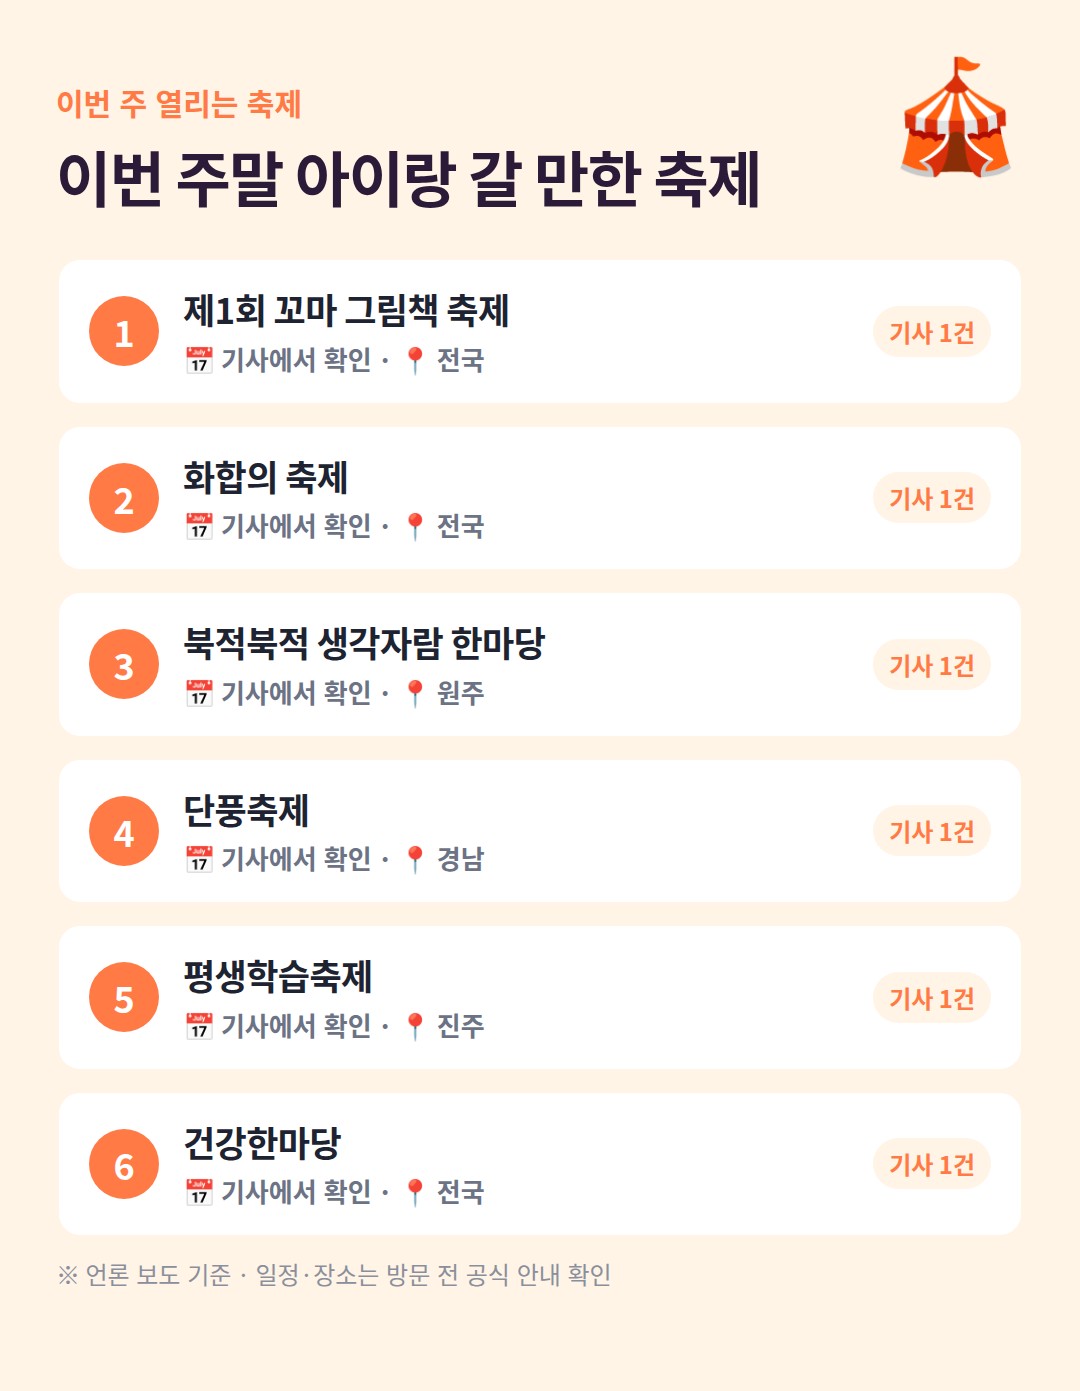 이번 주 열리는 축제
이번 주말 아이랑 갈 만한 축제
1
제1회 꼬마 그림책 축제
📅 기사에서 확인 · 📍 전국
기사 1건
2
화합의 축제
📅 기사에서 확인 · 📍 전국
기사 1건
3
북적북적 생각자람 한마당
📅 기사에서 확인 · 📍 원주
기사 1건
4
단풍축제
📅 기사에서 확인 · 📍 경남
기사 1건
5
평생학습축제
📅 기사에서 확인 · 📍 진주
기사 1건
6
건강한마당
📅 기사에서 확인 · 📍 전국
기사 1건
※ 언론 보도 기준 · 일정·장소는 방문 전 공식 안내 확인